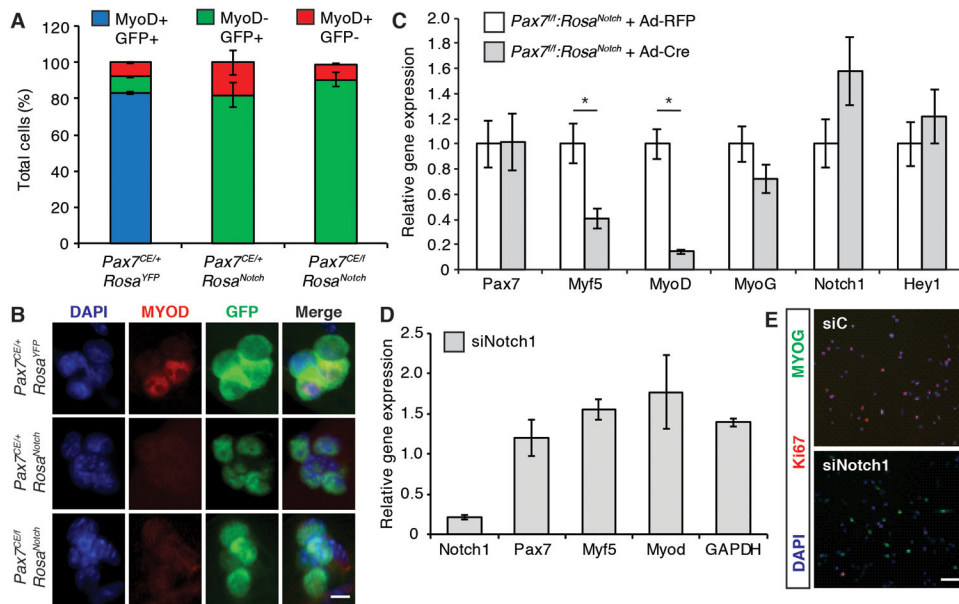 A
MyoD+ GFP+
MyoD- GFP+
MyoD+ GFP-
Total cells (%)
120
100
80
60
40
20
0
Pax7CE/+ RosaYFP
Pax7CE/+ RosaNotch
Pax7CE/f RosaNotch
B
DAPI MYOD GFP Merge
Pax7CE/+ RosaYFP
Pax7CE/+ RosaNotch
Pax7CE/f RosaNotch
C
Pax7f/f:RosaNotch + Ad-RFP
Pax7f/f:RosaNotch + Ad-Cre
Relative gene expression
2.0
1.8
1.6
1.4
1.2
1.0
0.8
0.6
0.4
0.2
0
* *
Pax7 Myf5 MyoD MyoG Notch1 Hey1
D
siNotch1
Relative gene expression
2.5
2.0
1.5
1.0
0.5
0
Notch1 Pax7 Myf5 Myod GAPDH
E
DAPI Ki67 MYOG
siC
siNotch1